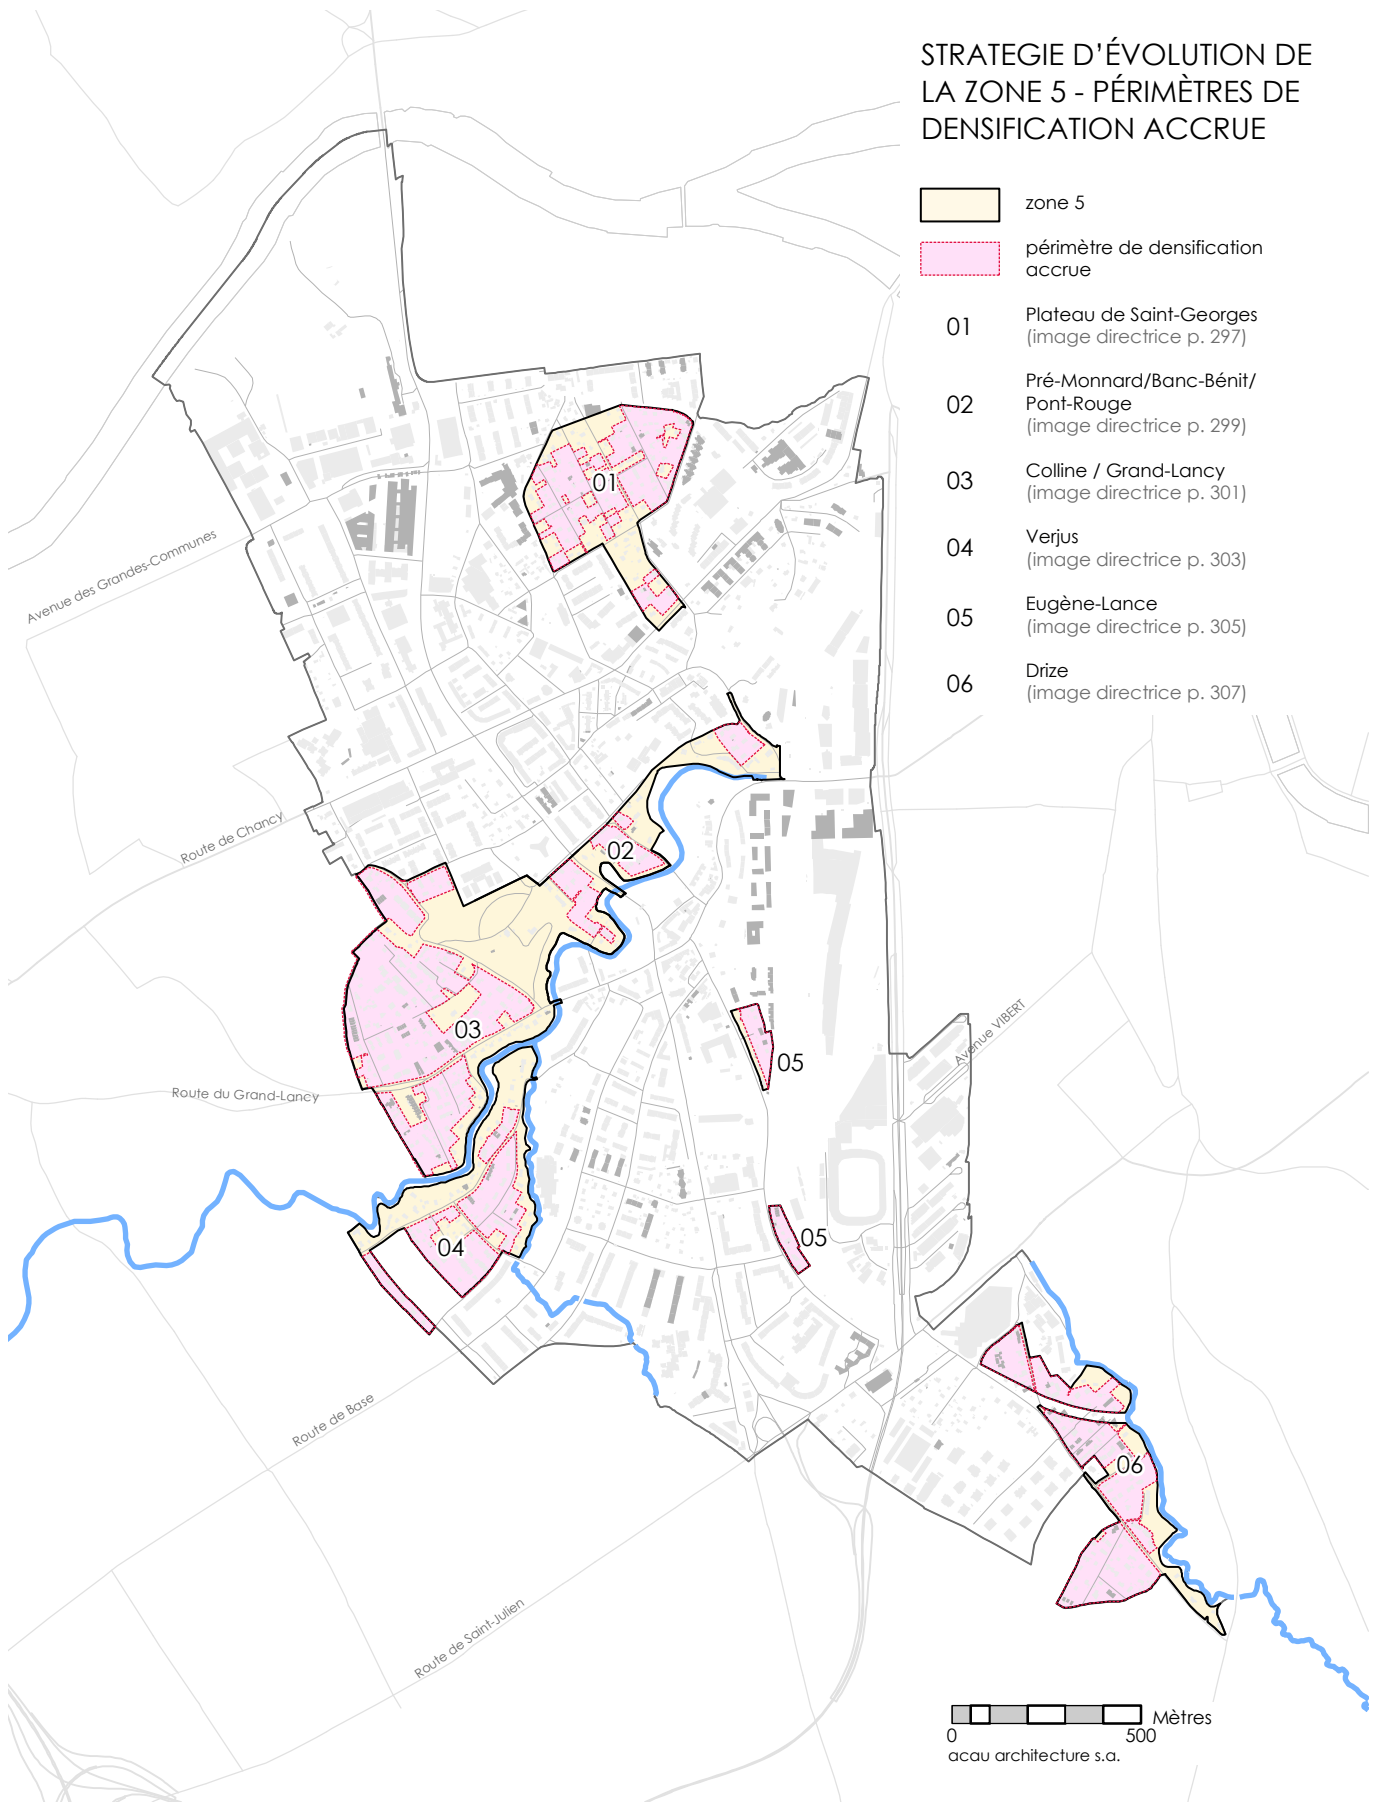 STRATEGIE D'ÉVOLUTION DE
LA ZONE 5 - PÉRIMÈTRES DE
DENSIFICATION ACCRUE
zone 5
périmètre de densification
accrue
01
Plateau de Saint-Georges
(image directrice p. 297)
02
Pré-Monnard/Banc-Bénit/
Pont-Rouge
(image directrice p. 299)
03
Colline / Grand-Lancy
(image directrice p. 301)
04
Verjus
(image directrice p. 303)
05
Eugène-Lance
(image directrice p. 305)
06
Drize
(image directrice p. 307)
01
Avenue des Grandes-Communes
Route de Chancy
02
03
Avenue VIBERT
05
Route du Grand-Lancy
05
04
Route de Base
06
Route de Saint-Julien
Mètres
0
500
acau architecture s.a.